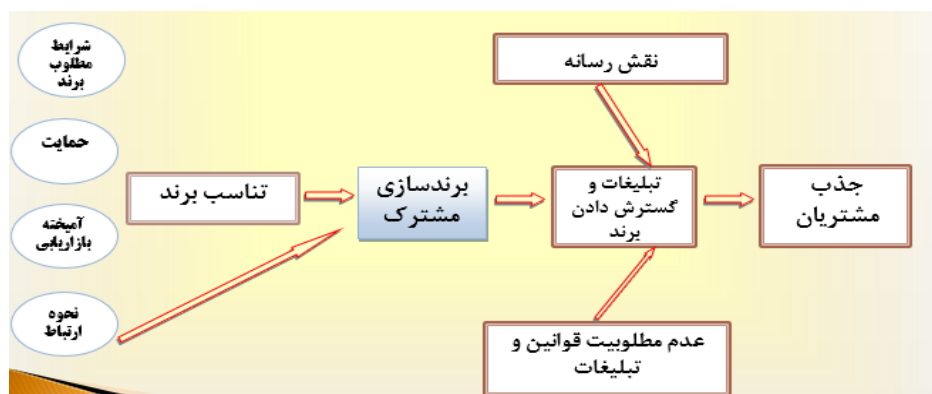 شرایط
مطلوب
برند
حمایت
آمیخته
بازاریابی
نحوه
ارتباط
تناسب برند
برندسازی
مشترک
نقش رسانه
تبلیغات و
گسترش دادن
برند
عدم مطلوبیت قوانین و
تبلیغات
جذب
مشتریان